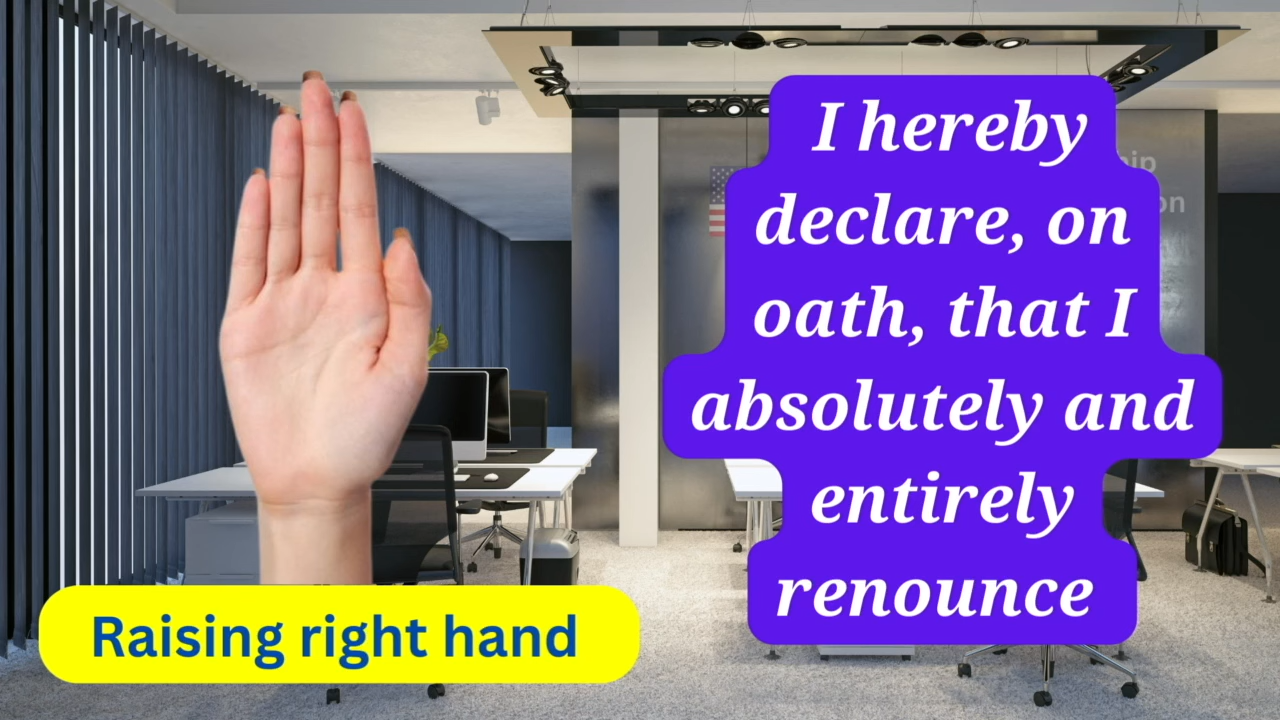 I hereby
declare, on
oath, that I
absolutely and
entirely
renounce
Raising right hand